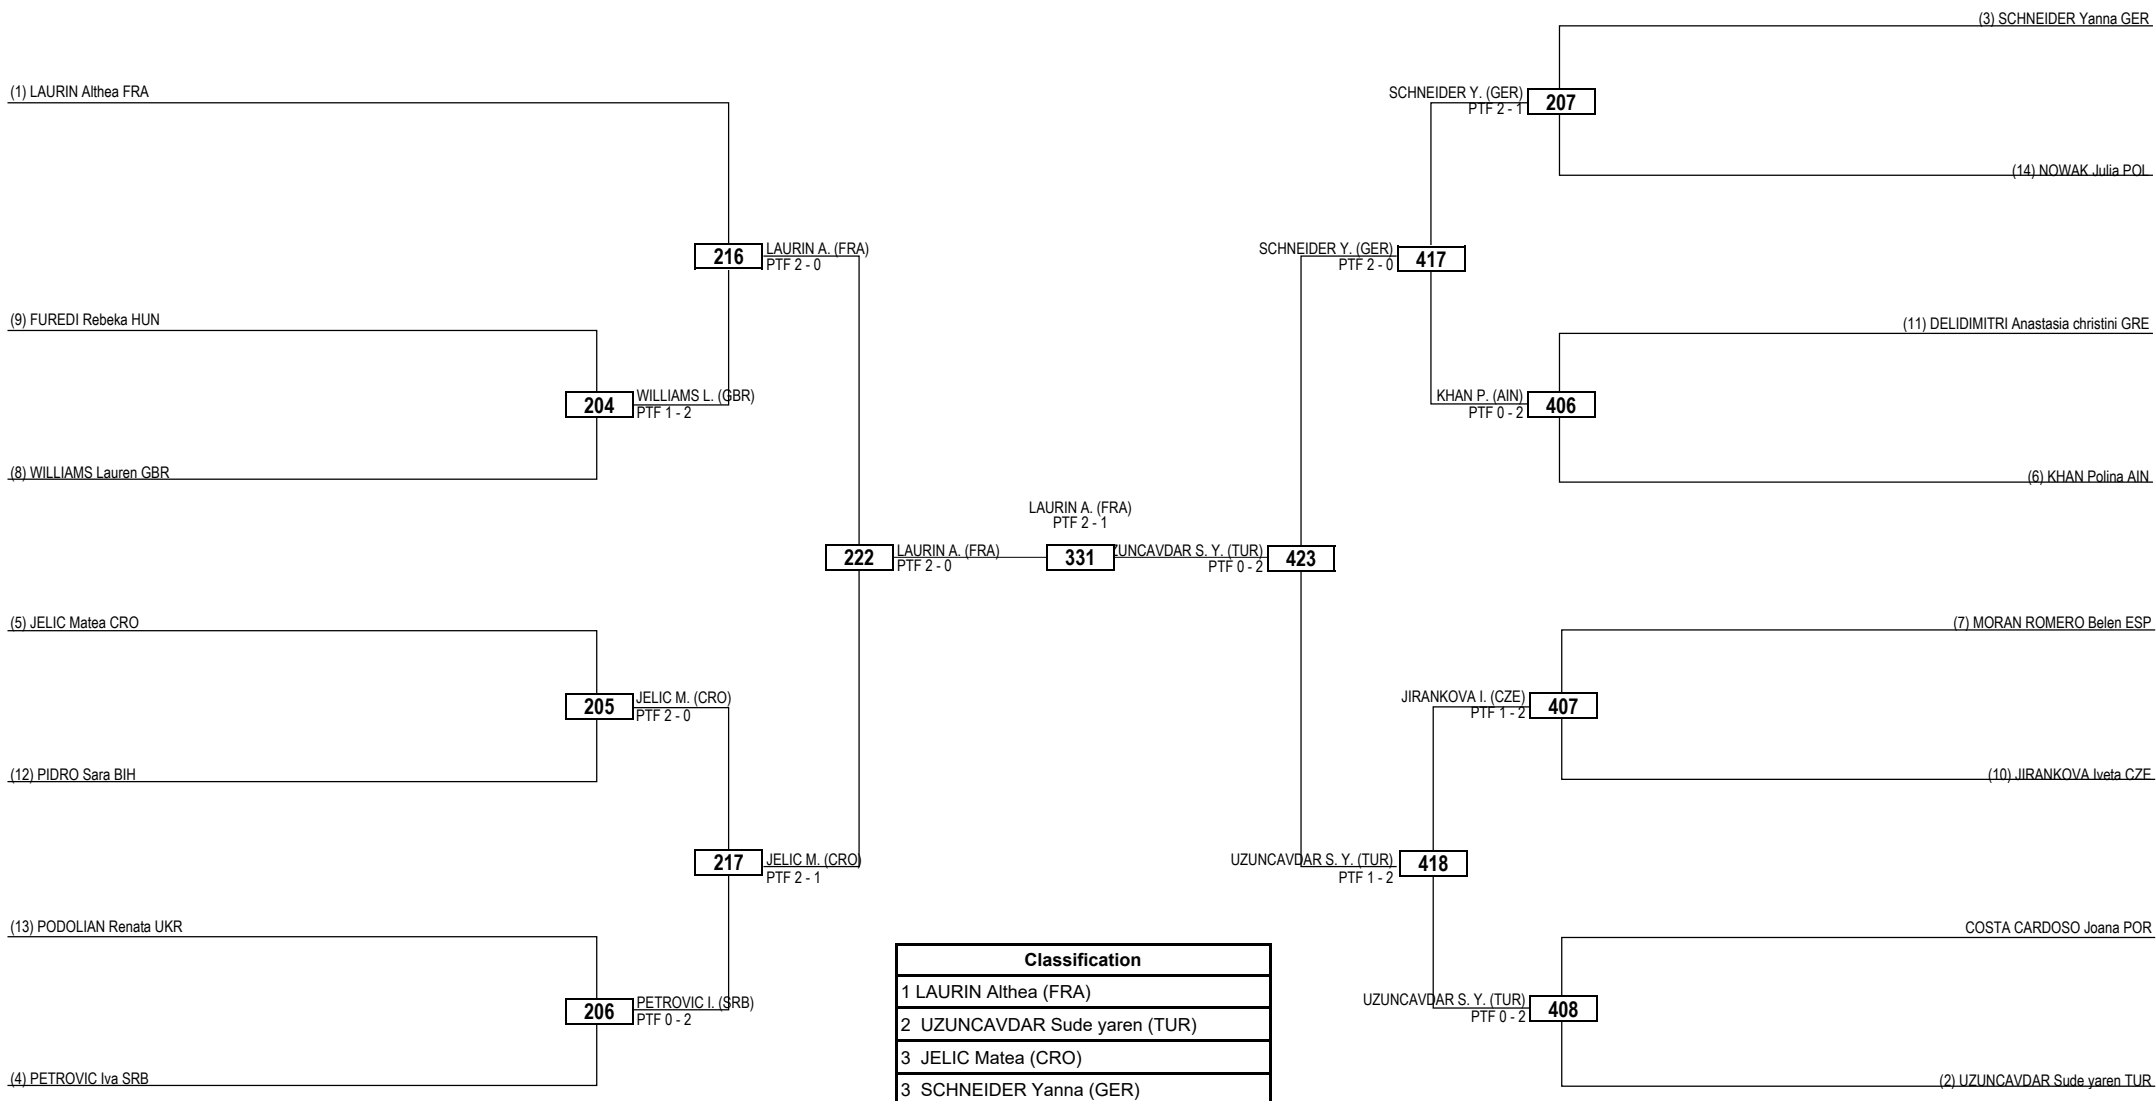 (3) SCHNEIDER Yanna GER
(1) LAURIN Althea FRA
SCHNEIDER Y. (GER)
PTF 2 - 1
207
(14) NOWAK Julia POL
216
LAURIN A. (FRA)
PTF 2 - 0
SCHNEIDER Y. (GER)
PTF 2 - 0
417
(9) FUREDI Rebeka HUN
(11) DELIDIMITRI Anastasia christini GRE
204
WILLIAMS L. (GBR)
PTF 1 - 2
KHAN P. (AIN)
PTF 0 - 2
406
(8) WILLIAMS Lauren GBR
(6) KHAN Polina AIN
LAURIN A. (FRA)
PTF 2 - 1
222
LAURIN A. (FRA)
PTF 2 - 0
331
UZUNCAVDAR S. Y. (TUR)
PTF 0 - 2
423
(5) JELIC Matea CRO
(7) MORAN ROMERO Belen ESP
205
JELIC M. (CRO)
PTF 2 - 0
JIRANKOVA I. (CZE)
PTF 1 - 2
407
(12) PIDRO Sara BIH
(10) JIRANKOVA Iveta CZE
217
JELIC M. (CRO)
PTF 2 - 1
UZUNCAVDAR S. Y. (TUR)
PTF 1 - 2
418
(13) PODOLIAN Renata UKR
COSTA CARDOSO Joana POR
206
PETROVIC I. (SRB)
PTF 0 - 2
UZUNCAVDAR S. Y. (TUR)
PTF 0 - 2
408
(4) PETROVIC Iva SRB
(2) UZUNCAVDAR Sude yaren TUR
Classification
1 LAURIN Althea (FRA)
2 UZUNCAVDAR Sude yaren (TUR)
3 JELIC Matea (CRO)
3 SCHNEIDER Yanna (GER)